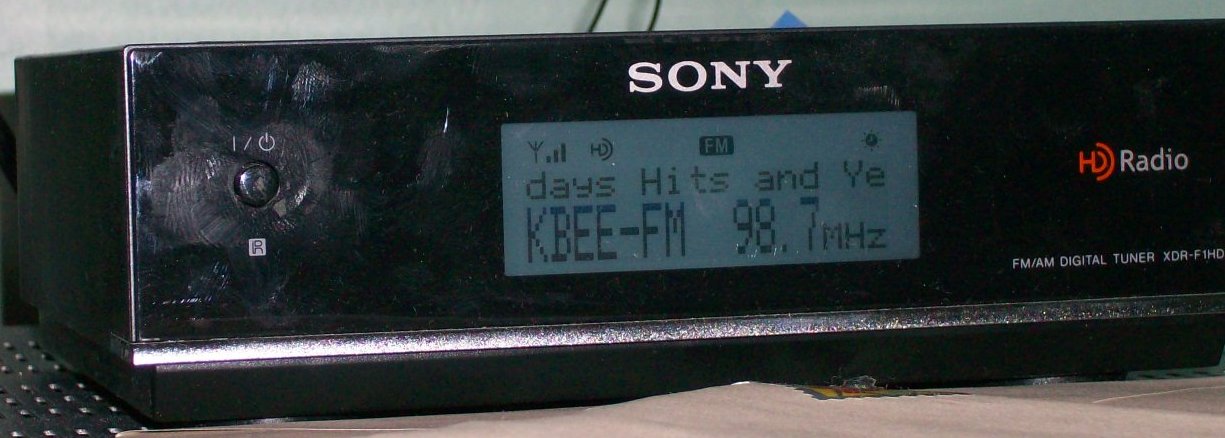 SONY
I/⏻
FM
days Hits and Ye
KBEE-FM 98.7MHz
HD Radio
R
FM/AM DIGITAL TUNER XDR-F1HD